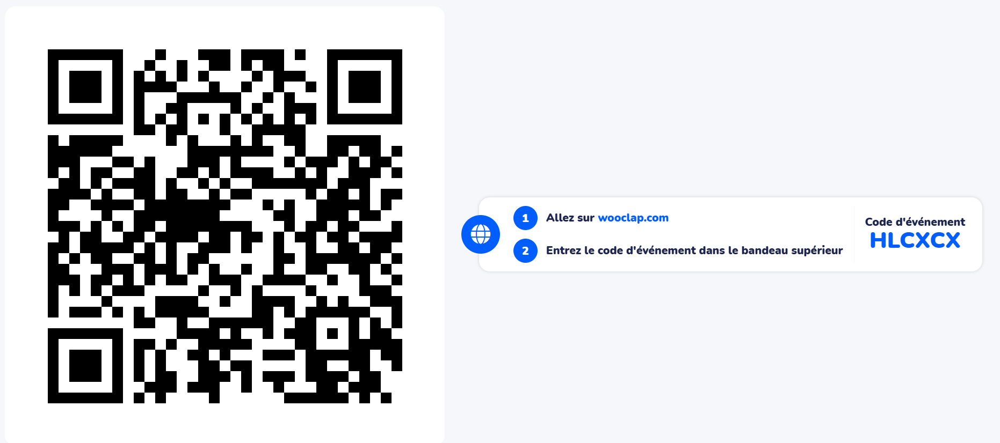 1 Allez sur wooclap.com
2 Entrez le code d'événement dans le bandeau supérieur
Code d'événement
HLCXCX